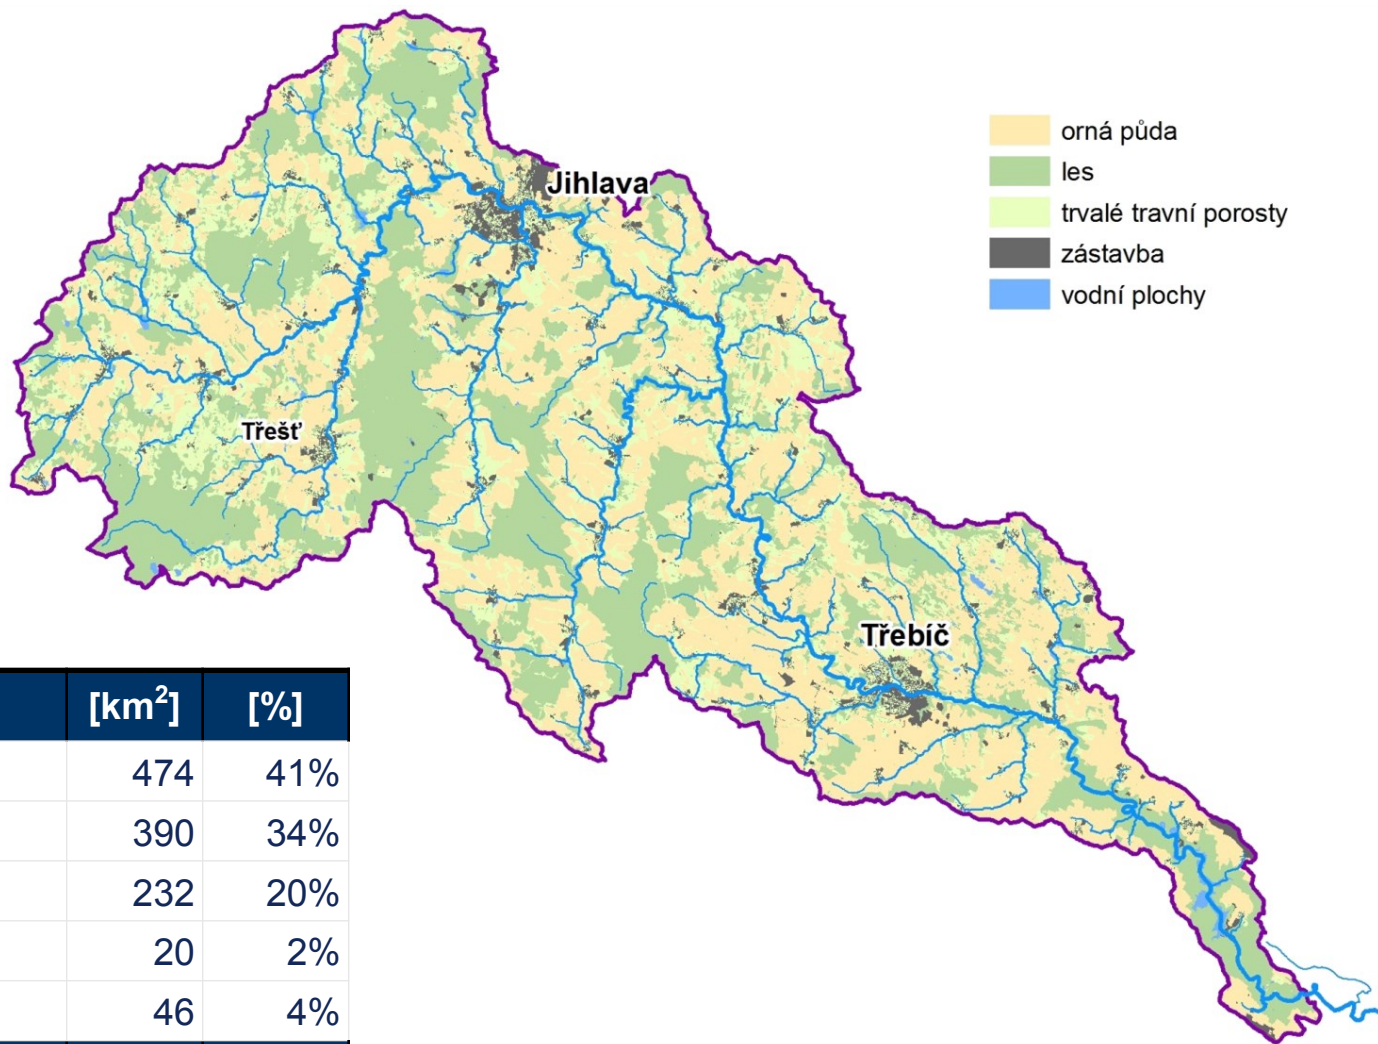 Jihlava
orná půda
les
trvalé travní porosty
zástavba
vodní plochy
Třešť
Třebíč
[km²] [%]
474 41%
390 34%
232 20%
20 2%
46 4%